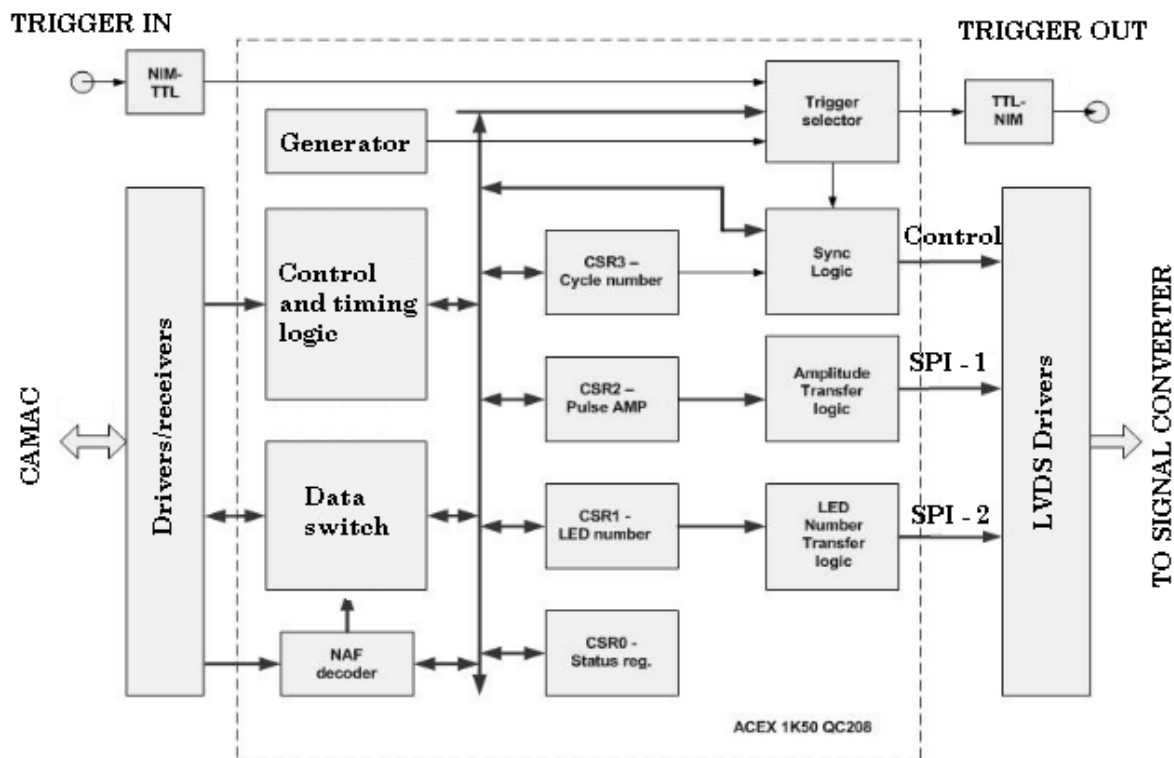 TRIGGER IN
TRIGGER OUT
NIM-
TTL
Generator
Trigger
selector
TTL-
NIM
Control
and timing
logic
CSR3 –
Cycle number
Sync
Logic
Control
CSR2 –
Pulse AMP
Amplitude
Transfer
logic
SPI - 1
CAMAC
Drivers/receivers
Data
switch
CSR1 -
LED number
LED
Number
Transfer
logic
SPI - 2
LVDS Drivers
TO SIGNAL CONVERTER
NAF
decoder
CSR0 -
Status reg.
ACEX 1K50 QC208